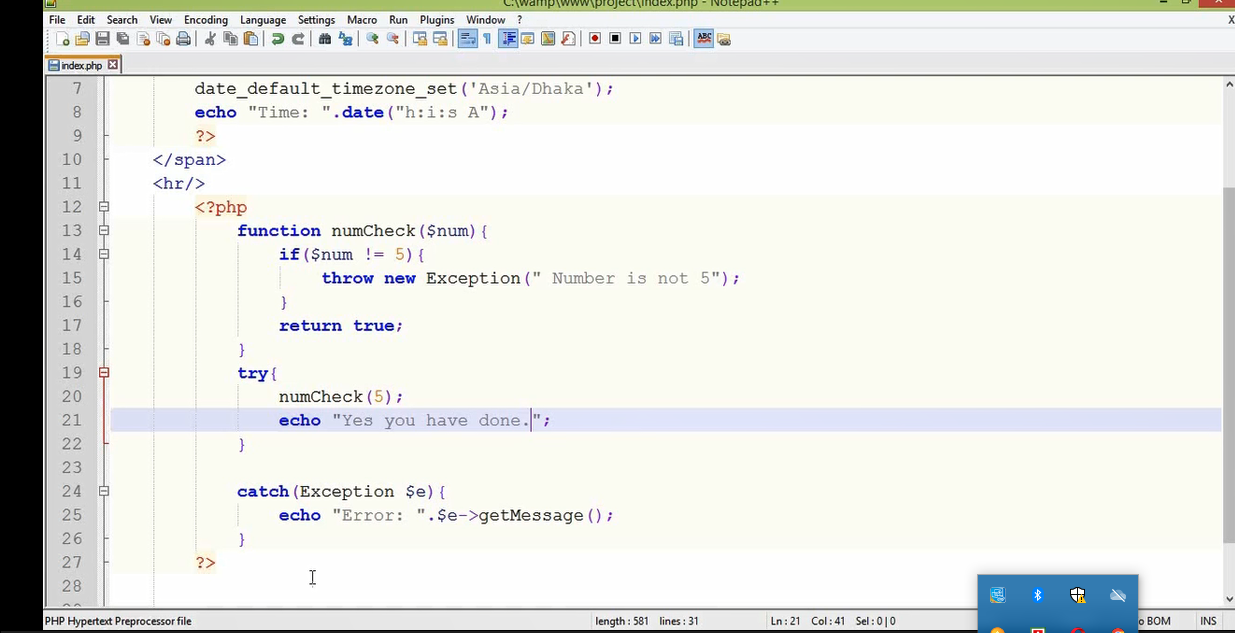 C:\wamp\www\project\index.php - Notepad++
File Edit Search View Encoding Language Settings Macro Run Plugins Window ? X
index.php
7 date_default_timezone_set('Asia/Dhaka');
8 echo "Time: ".date("h:i:s A");
9 ?>
10 </span>
11 <hr/>
12 <?php
13 function numCheck($num){
14 if($num != 5){
15 throw new Exception(" Number is not 5");
16 }
17 return true;
18 }
19 try{
20 numCheck(5);
21 echo "Yes you have done.";
22 }
23
24 catch(Exception $e){
25 echo "Error: ".$e->getMessage();
26 }
27 ?>
28
PHP Hypertext Preprocessor file length : 581 lines : 31 Ln : 21 Col : 41 Sel : 0 | 0 BOM INS